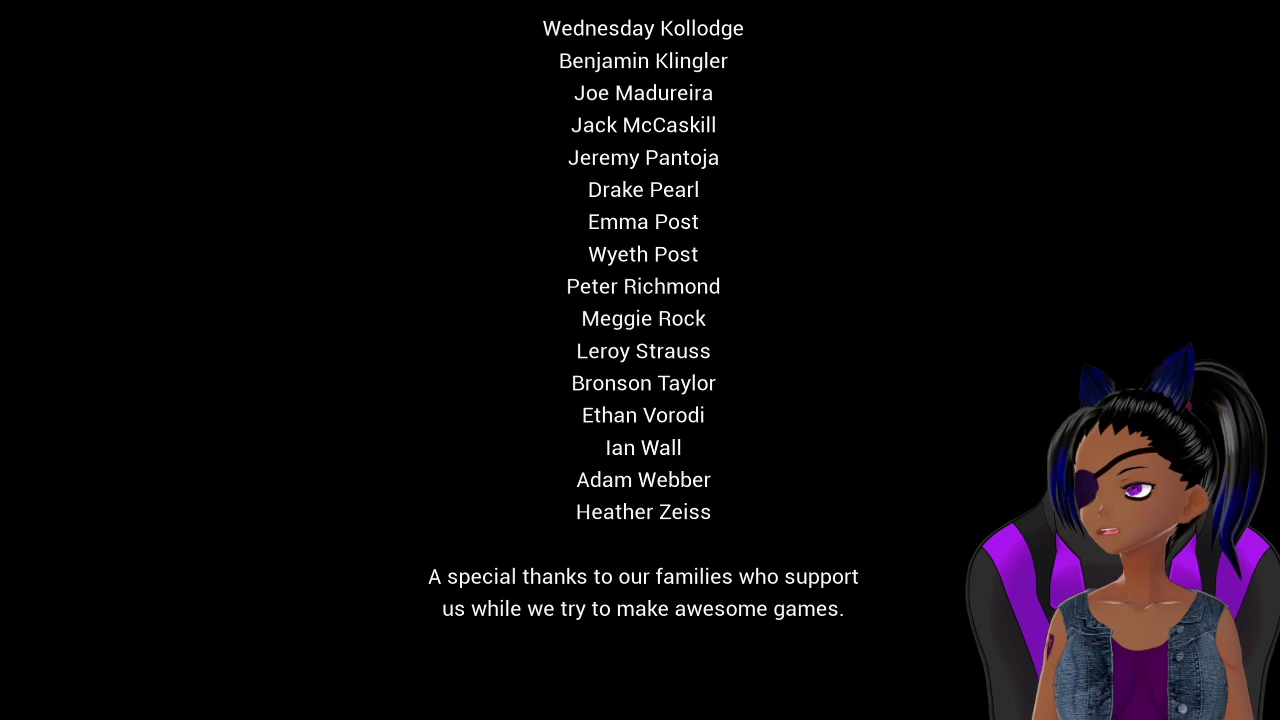 Wednesday Kollodge
Benjamin Klingler
Joe Madureira
Jack McCaskill
Jeremy Pantoja
Drake Pearl
Emma Post
Wyeth Post
Peter Richmond
Meggie Rock
Leroy Strauss
Bronson Taylor
Ethan Vorodi
Ian Wall
Adam Webber
Heather Zeiss
A special thanks to our families who support
us while we try to make awesome games.